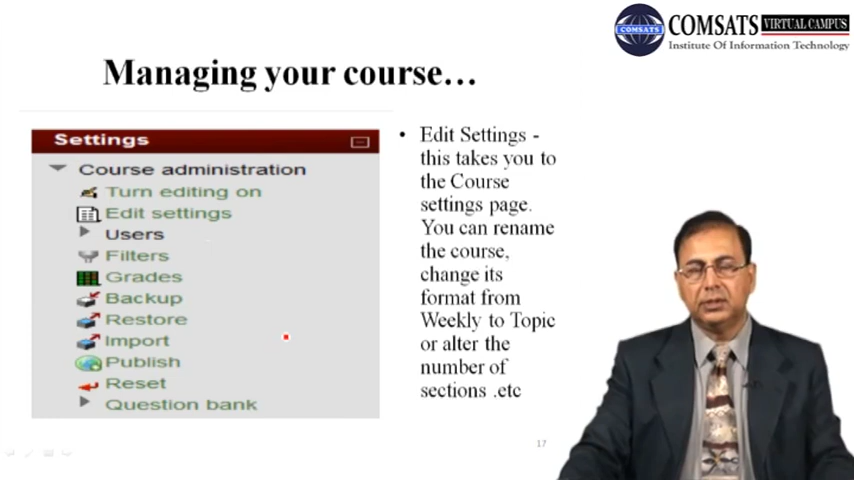 COMSATS
COMSATS VIRTUAL CAMPUS
Institute Of Information Technology
Managing your course…
Settings
Course administration
Turn editing on
Edit settings
Users
Filters
Grades
Backup
Restore
Import
Publish
Reset
Question bank
• Edit Settings -
this takes you to
the Course
settings page.
You can rename
the course,
change its
format from
Weekly to Topic
or alter the
number of
sections .etc
17